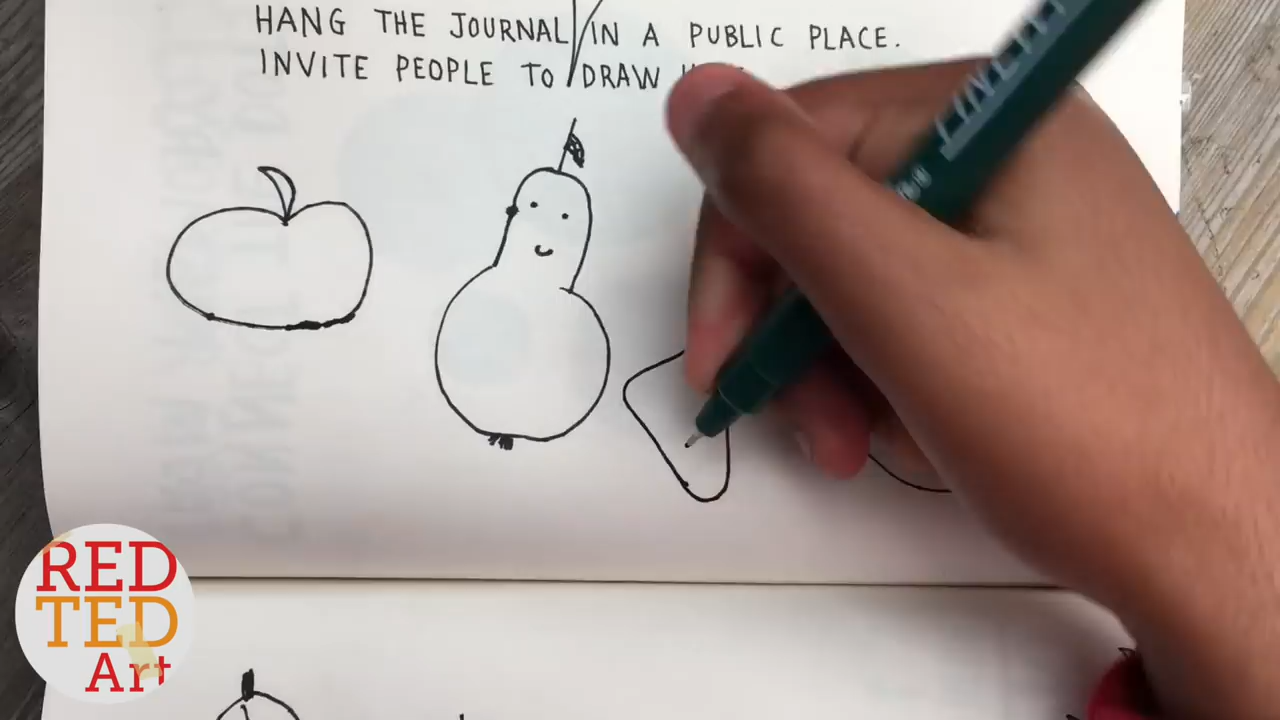 HANG THE JOURNAL IN A PUBLIC PLACE.
INVITE PEOPLE TO DRAW
RED
TED
Art